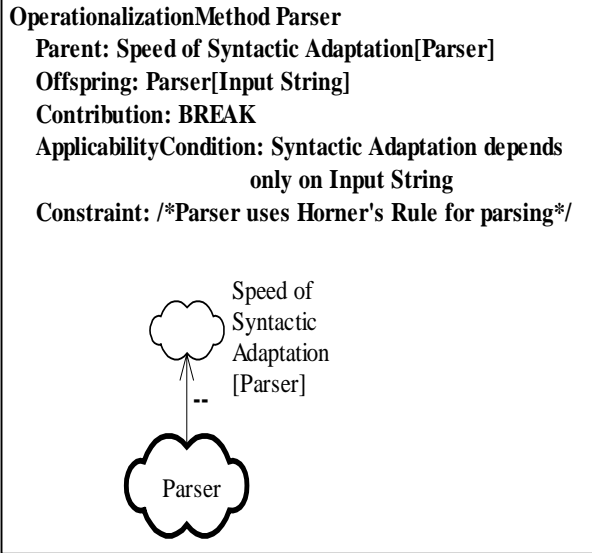 OperationalizationMethod Parser
Parent: Speed of Syntactic Adaptation[Parser]
Offspring: Parser[Input String]
Contribution: BREAK
ApplicabilityCondition: Syntactic Adaptation depends
only on Input String
Constraint: /*Parser uses Horner's Rule for parsing*/
Speed of
Syntactic
Adaptation
[Parser]
--
Parser